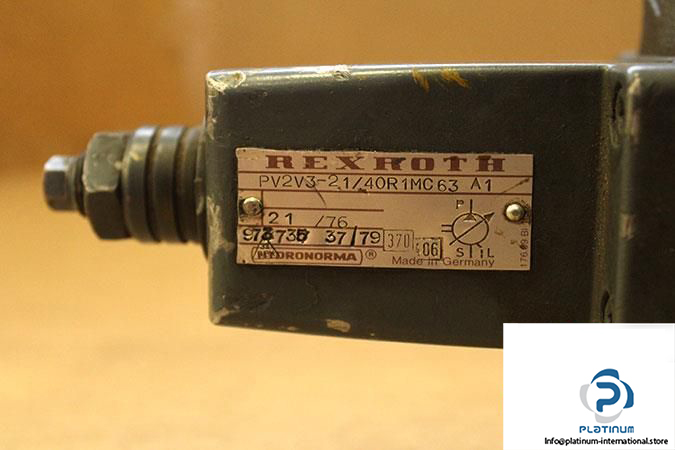 REXROTH
PV2V3-21/40R1MC63 A1
P
21 /76
37/79 370 06
S L
HYDRONORMA ®
Made in Germany
PLATINUM
Info@platinum-international.store